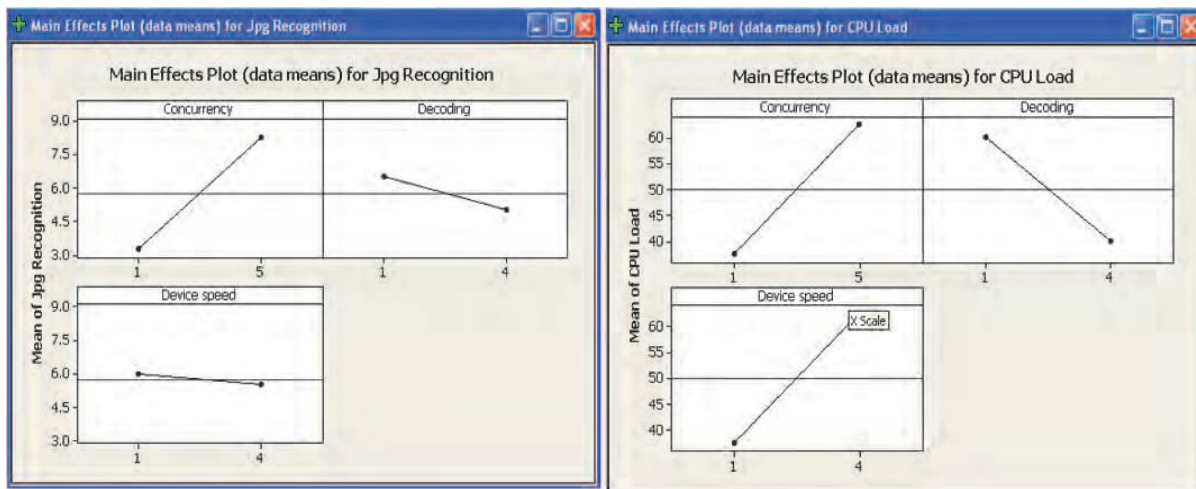 Main Effects Plot (data means) for Jpg Recognition
Main Effects Plot (data means) for Jpg Recognition
Mean of Jpg Recognition
Concurrency
Decoding
9.0
7.5
6.0
4.5
3.0
1 5 1 4
Device speed
9.0
7.5
6.0
4.5
3.0
1 4
Main Effects Plot (data means) for CPU Load
Main Effects Plot (data means) for CPU Load
Mean of CPU Load
Concurrency
Decoding
60
55
50
45
40
1 5 1 4
Device speed
X Scale
60
55
50
45
40
1 4